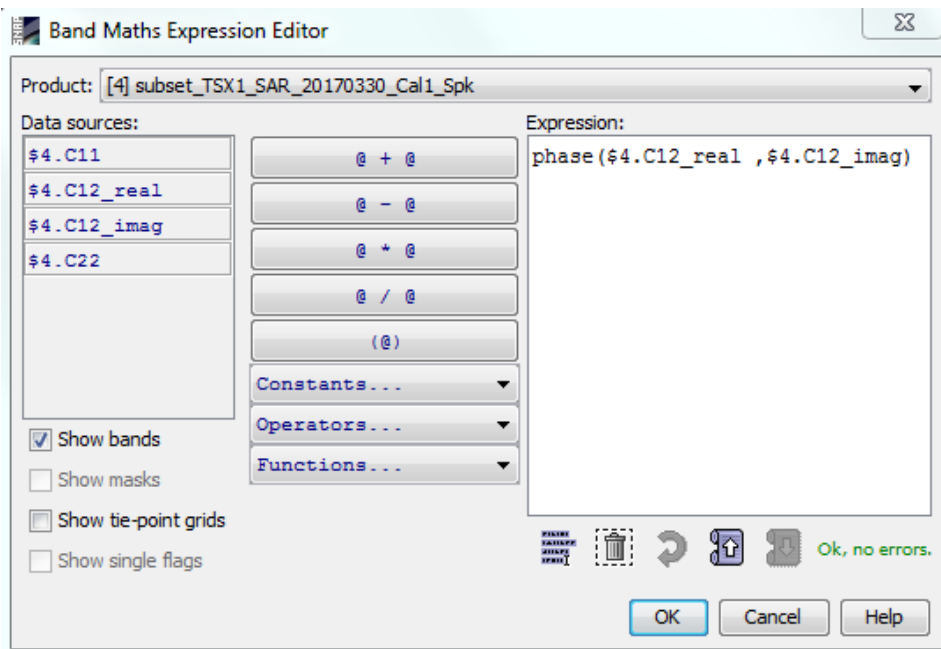 SNAP
Band Maths Expression Editor
Product: [4] subset_TSX1_SAR_20170330_Cal1_Spk
Data sources:
$4.C11
$4.C12_real
$4.C12_imag
$4.C22
Show bands
Show masks
Show tie-point grids
Show single flags
@ + @
@ - @
@ * @
@ / @
(@)
Constants...
Operators...
Functions...
Expression:
phase($4.C12_real ,$4.C12_imag)
Ok, no errors.
OK
Cancel
Help